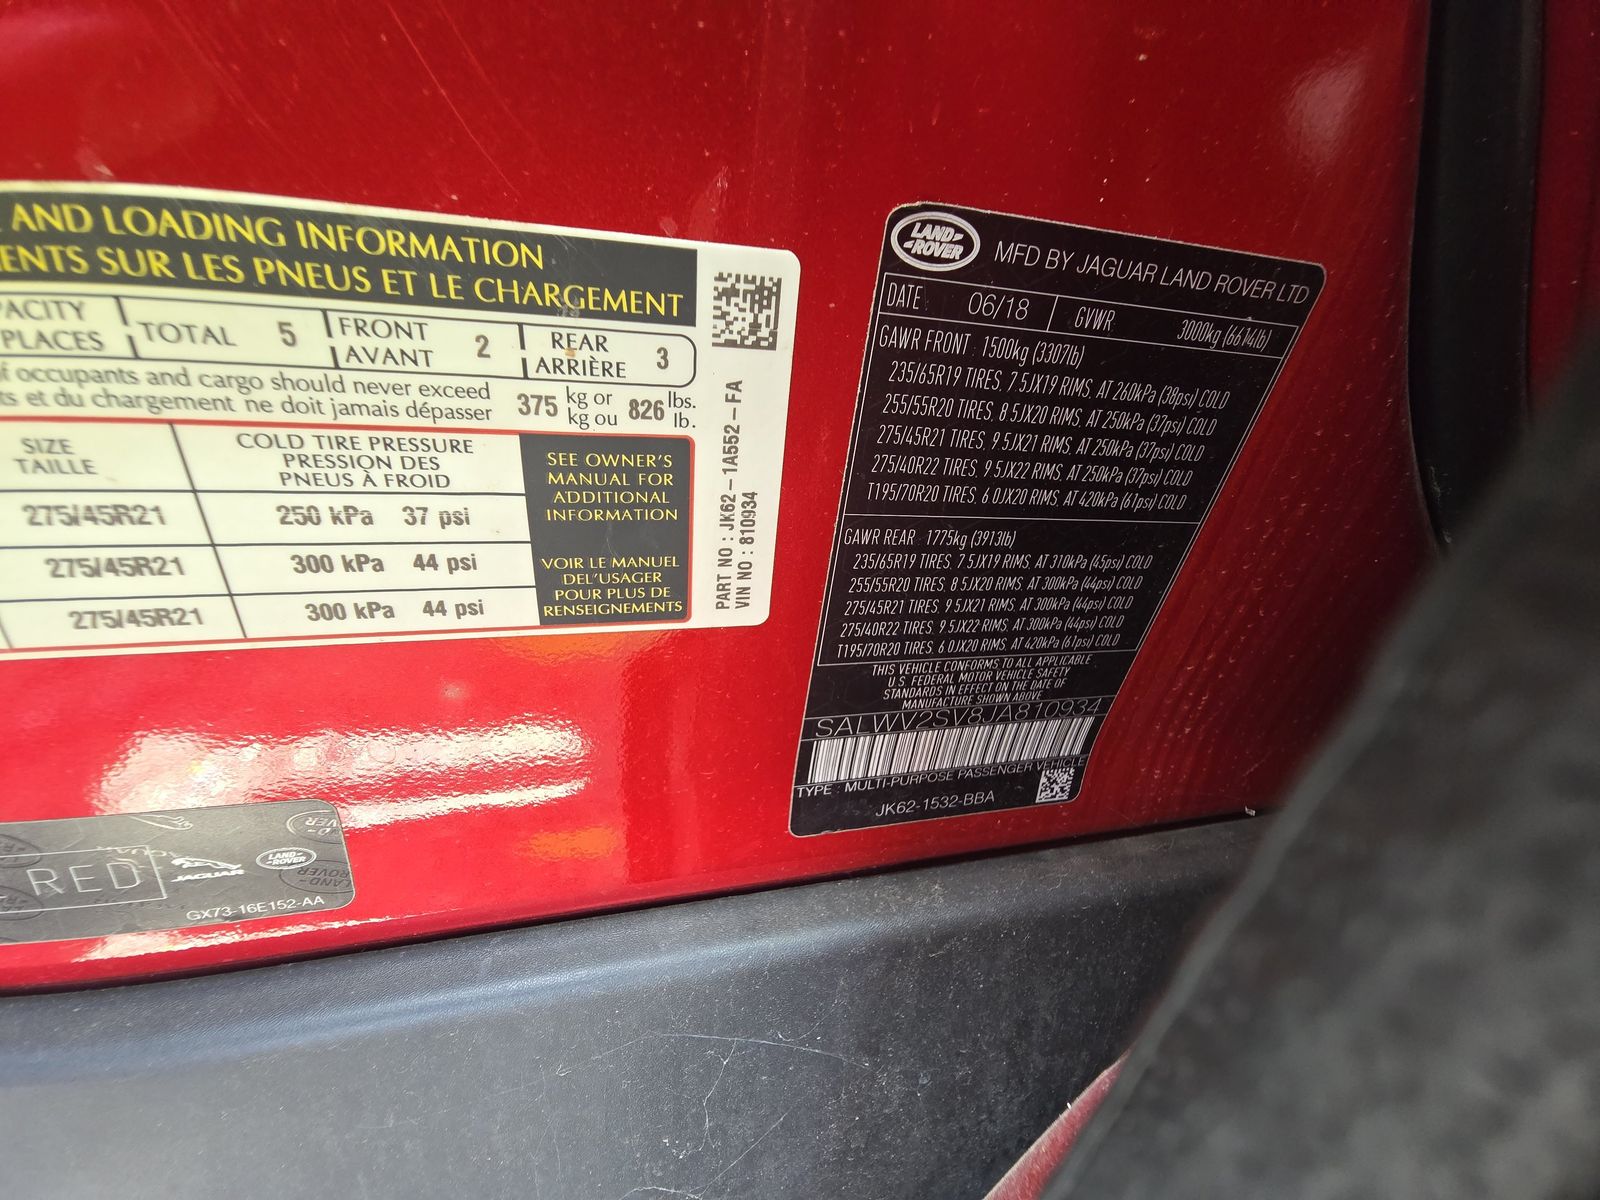 AND LOADING INFORMATION
ENTS SUR LES PNEUS ET LE CHARGEMENT
TOTAL 5 FRONT AVANT 2 REAR ARRIÈRE 3
PLACES
of occupants and cargo should never exceed
et du chargement ne doit jamais dépasser
375 kg or kg ou 826 lbs. lb.
SIZE
TAILLE
COLD TIRE PRESSURE
PRESSION DES
PNEUS À FROID
275/45R21 250 kPa 37 psi
275/45R21 300 kPa 44 psi
275/45R21 300 kPa 44 psi
SEE OWNER'S
MANUAL FOR
ADDITIONAL
INFORMATION
VOIR LE MANUEL
DEL'USAGER
POUR PLUS DE
RENSEIGNEMENTS
PART NO : JK62-1A552-FA
VIN NO : 810934
LAND
ROVER
MFD BY JAGUAR LAND ROVER LTD
DATE 06/18 GVWR 3000kg (6614lb)
GAWR FRONT 1500kg (3307lb)
235/65R19 TIRES, 7.5JX19 RIMS, AT 260kPa (38psi) COLD
255/55R20 TIRES, 8.5JX20 RIMS, AT 250kPa (37psi) COLD
275/45R21 TIRES, 9.5JX21 RIMS, AT 250kPa (37psi) COLD
275/40R22 TIRES, 9.5JX22 RIMS, AT 250kPa (37psi) COLD
T195/70R20 TIRES, 6.0JX20 RIMS, AT 420kPa (61psi) COLD
GAWR REAR 1775kg (3913lb)
235/65R19 TIRES, 7.5JX19 RIMS, AT 310kPa (45psi) COLD
255/55R20 TIRES, 8.5JX20 RIMS, AT 300kPa (44psi) COLD
275/45R21 TIRES, 9.5JX21 RIMS, AT 300kPa (44psi) COLD
275/40R22 TIRES, 9.5JX22 RIMS, AT 300kPa (44psi) COLD
T195/70R20 TIRES, 6.0JX20 RIMS, AT 420kPa (61psi) COLD
THIS VEHICLE CONFORMS TO ALL APPLICABLE
U.S. FEDERAL MOTOR VEHICLE SAFETY
STANDARDS IN EFFECT ON THE DATE OF
MANUFACTURE SHOWN ABOVE
SALWV2SV8JA810934
TYPE : MULTI-PURPOSE PASSENGER VEHICLE
JK62-1532-BBA
RED JAGUAR LAND ROVER
GX73-16E152-AA